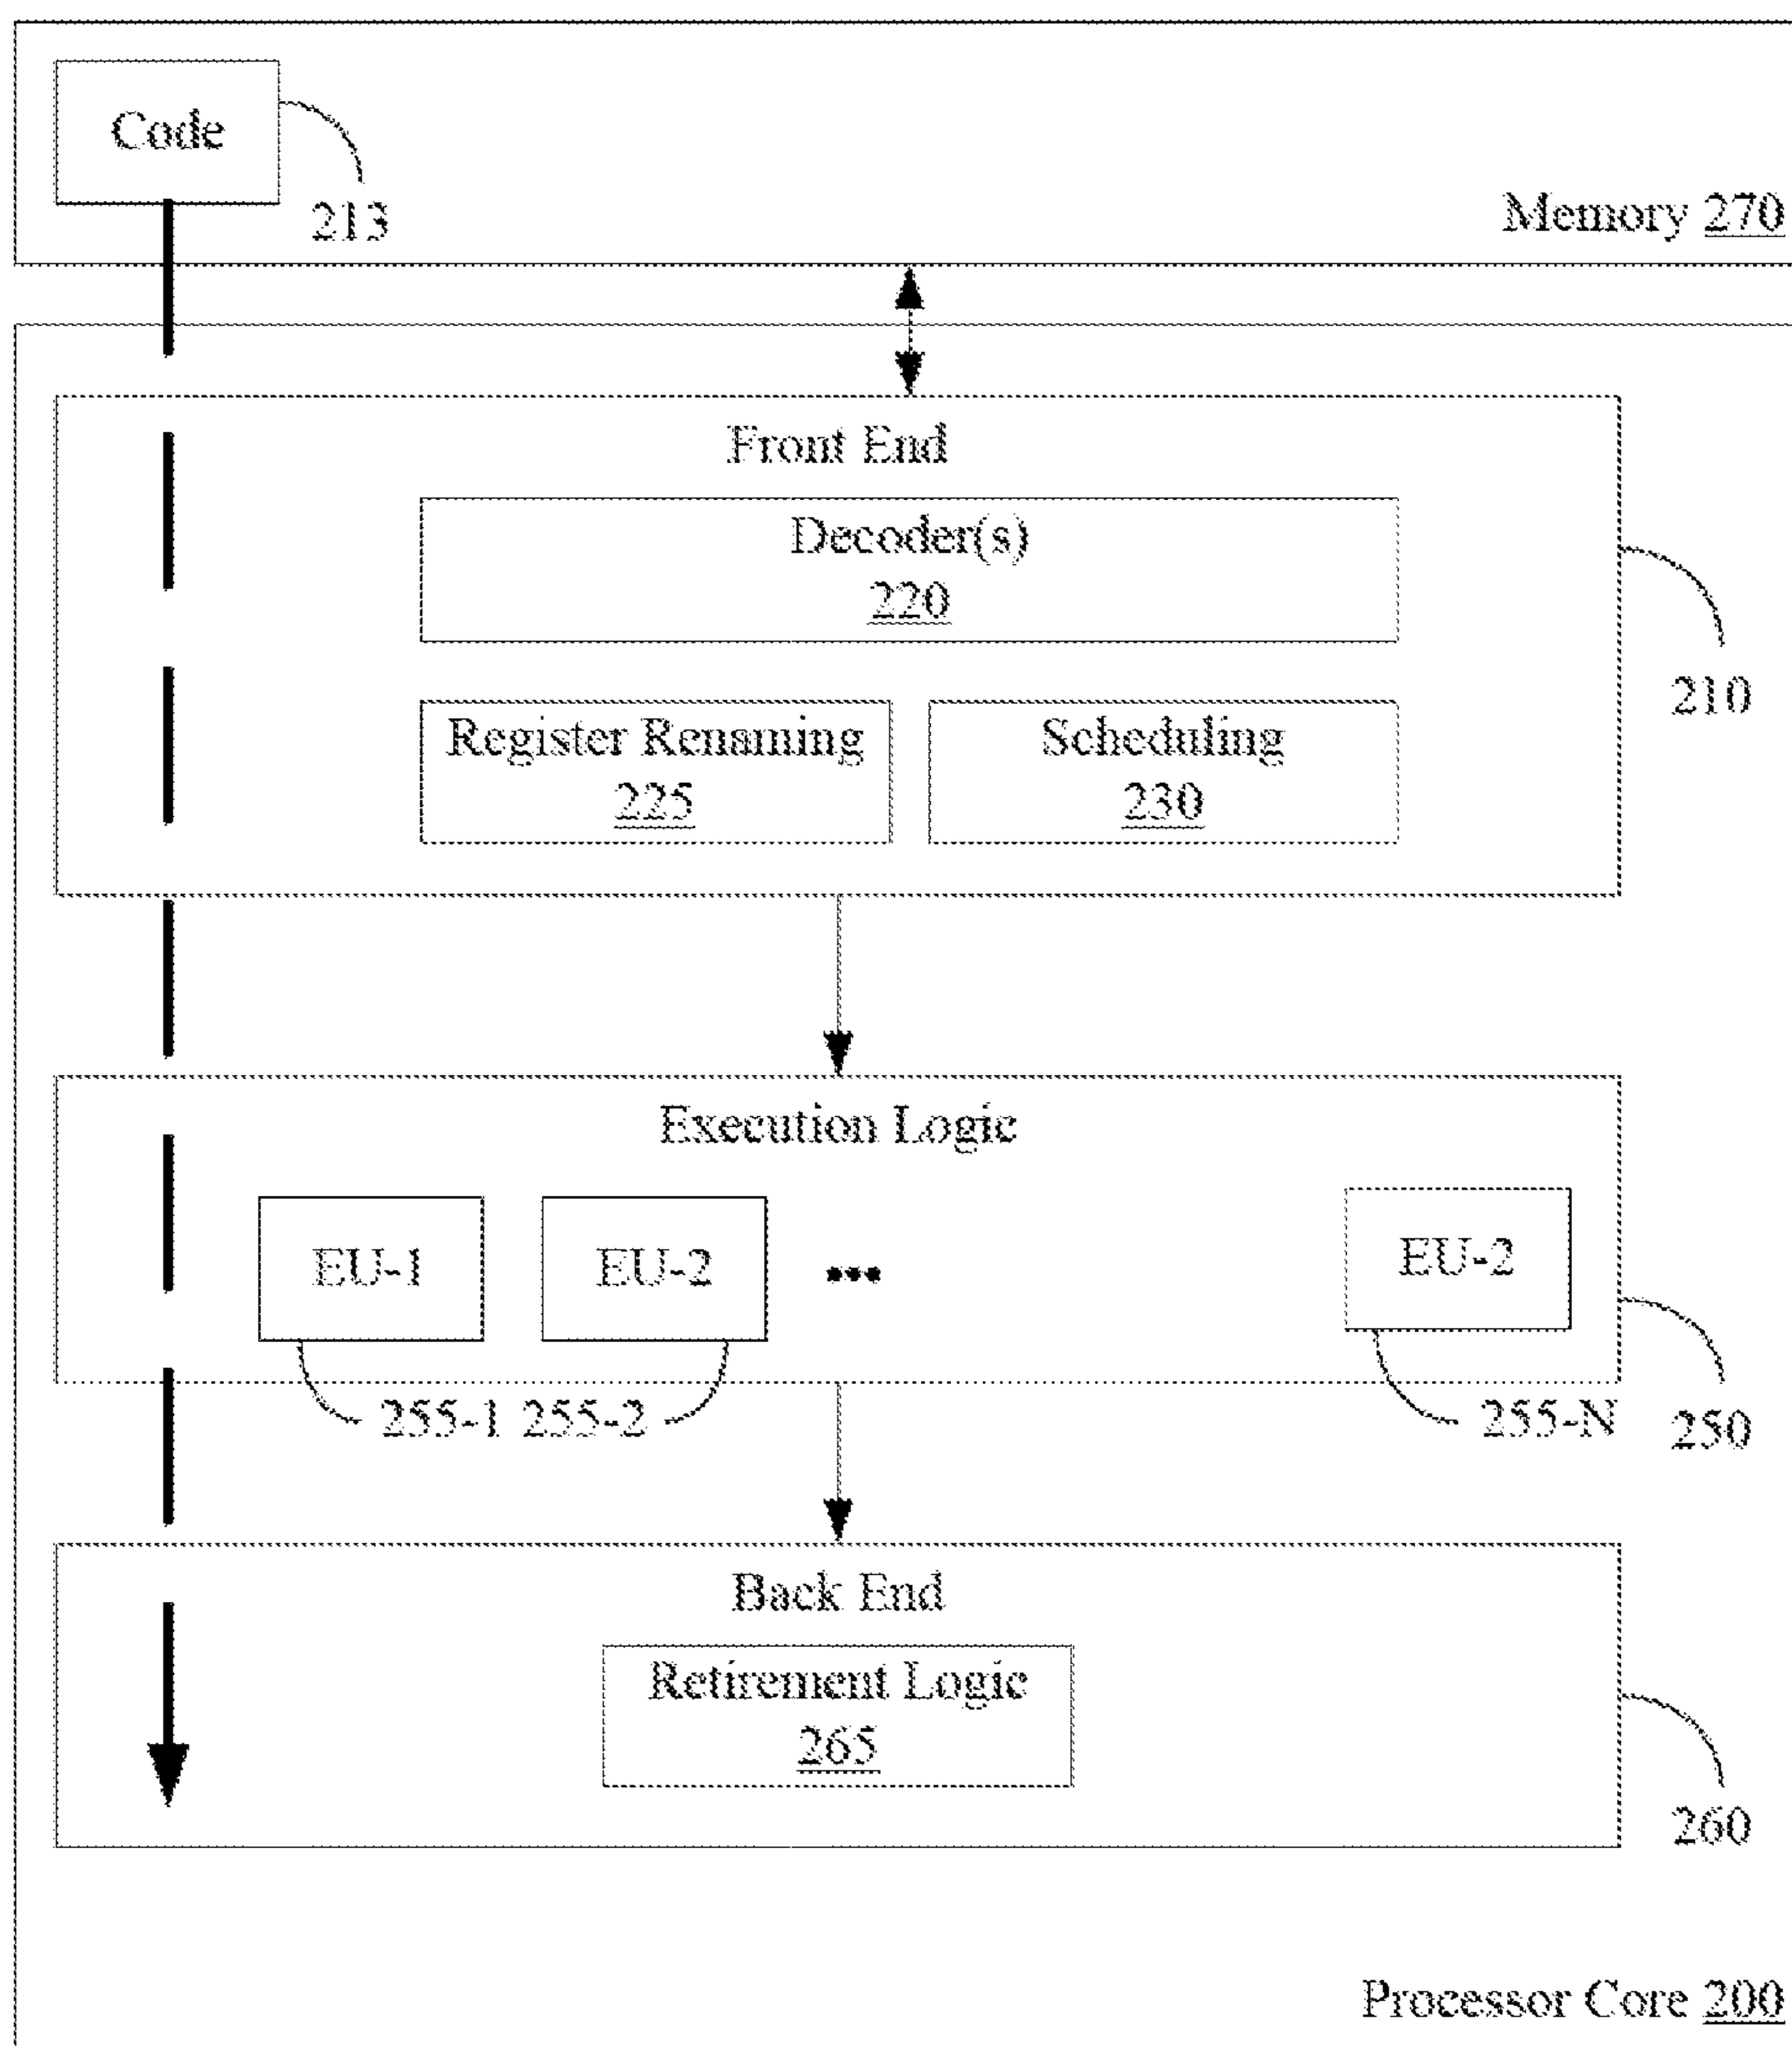 Code
213
Memory 270
Front End
Decoder(s)
220
210
Register Renaming
225
Scheduling
230
Execution Logic
EU-1
EU-2
•••
EU-2
255-1 255-2
255-N
250
Back End
Retirement Logic
265
260
Processor Core 200